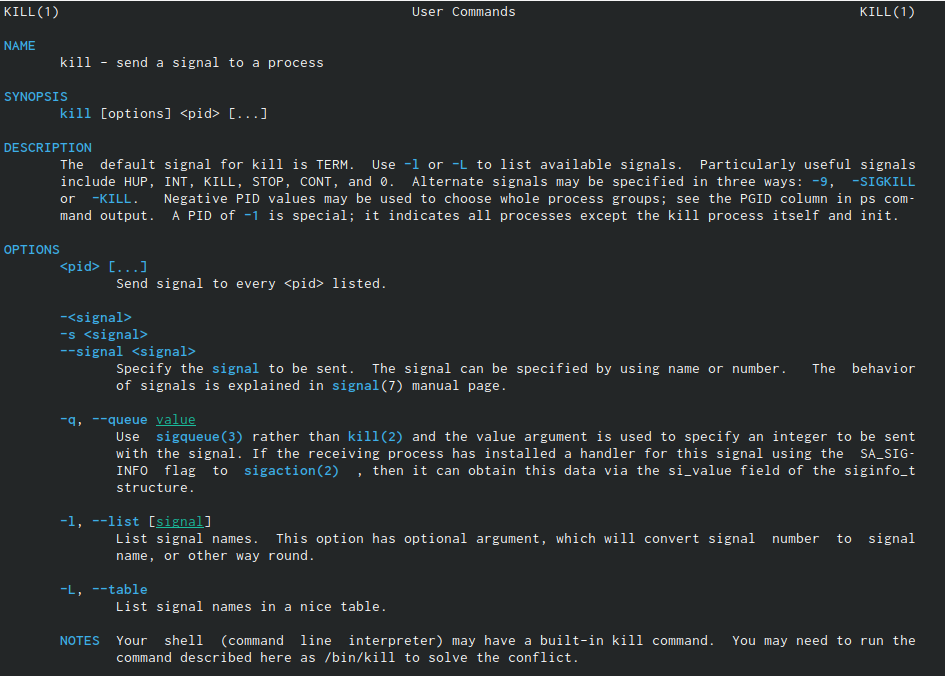 KILL(1) User Commands KILL(1)
NAME
kill - send a signal to a process
SYNOPSIS
kill [options] <pid> [...]
DESCRIPTION
The default signal for kill is TERM. Use -l or -L to list available signals. Particularly useful signals
include HUP, INT, KILL, STOP, CONT, and 0. Alternate signals may be specified in three ways: -9, -SIGKILL
or -KILL. Negative PID values may be used to choose whole process groups; see the PGID column in ps com-
mand output. A PID of -1 is special; it indicates all processes except the kill process itself and init.
OPTIONS
<pid> [...]
Send signal to every <pid> listed.
-<signal>
-s <signal>
--signal <signal>
Specify the signal to be sent. The signal can be specified by using name or number. The behavior
of signals is explained in signal(7) manual page.
-q, --queue value
Use sigqueue(3) rather than kill(2) and the value argument is used to specify an integer to be sent
with the signal. If the receiving process has installed a handler for this signal using the SA_SIG-
INFO flag to sigaction(2) , then it can obtain this data via the si_value field of the siginfo_t
structure.
-l, --list [signal]
List signal names. This option has optional argument, which will convert signal number to signal
name, or other way round.
-L, --table
List signal names in a nice table.
NOTES Your shell (command line interpreter) may have a built-in kill command. You may need to run the
command described here as /bin/kill to solve the conflict.